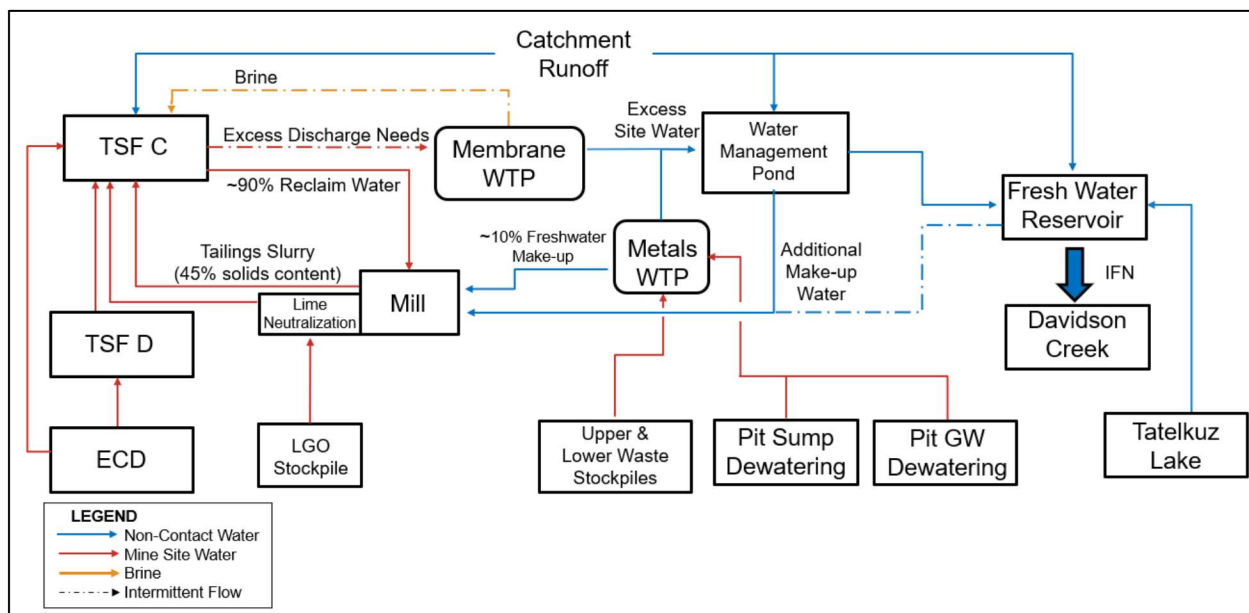 Catchment
Runoff
Brine
TSF C
Excess Discharge Needs
Membrane
WTP
Excess
Site Water
Water
Management
Pond
Fresh Water
Reservoir
~90% Reclaim Water
Tailings Slurry
(45% solids content)
Lime
Neutralization
Mill
~10% Freshwater
Make-up
Metals
WTP
Additional
Make-up
Water
IFN
Davidson
Creek
TSF D
ECD
LGO
Stockpile
Upper &
Lower Waste
Stockpiles
Pit Sump
Dewatering
Pit GW
Dewatering
Tatelkuz
Lake
LEGEND
Non-Contact Water
Mine Site Water
Brine
Intermittent Flow